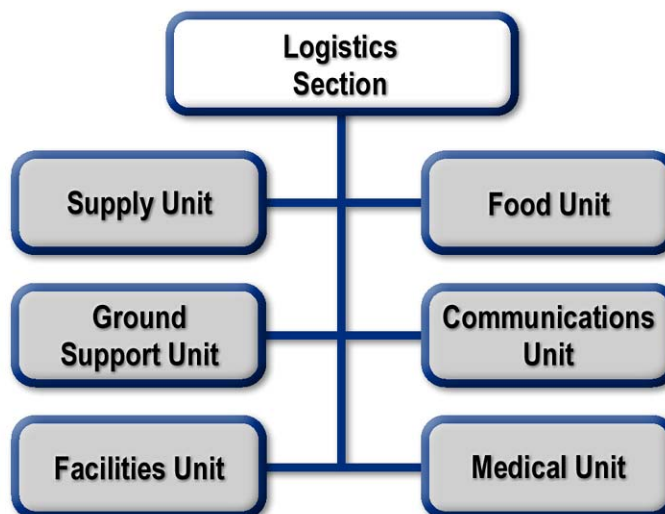 Logistics
Section
Supply Unit
Food Unit
Ground
Support Unit
Communications
Unit
Facilities Unit
Medical Unit